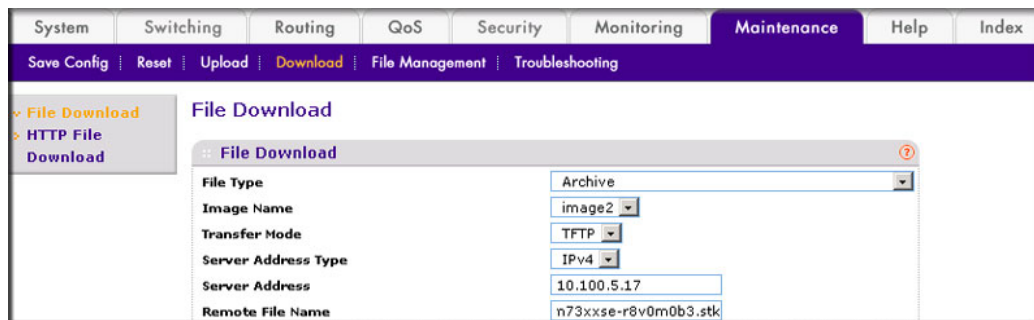 System Switching Routing QoS Security Monitoring Maintenance Help Index
Save Config Reset Upload Download File Management Troubleshooting
File Download
HTTP File
Download
File Download
File Download
File Type Archive
Image Name image2
Transfer Mode TFTP
Server Address Type IPv4
Server Address 10.100.5.17
Remote File Name n73xxse-r8v0m0b3.stk